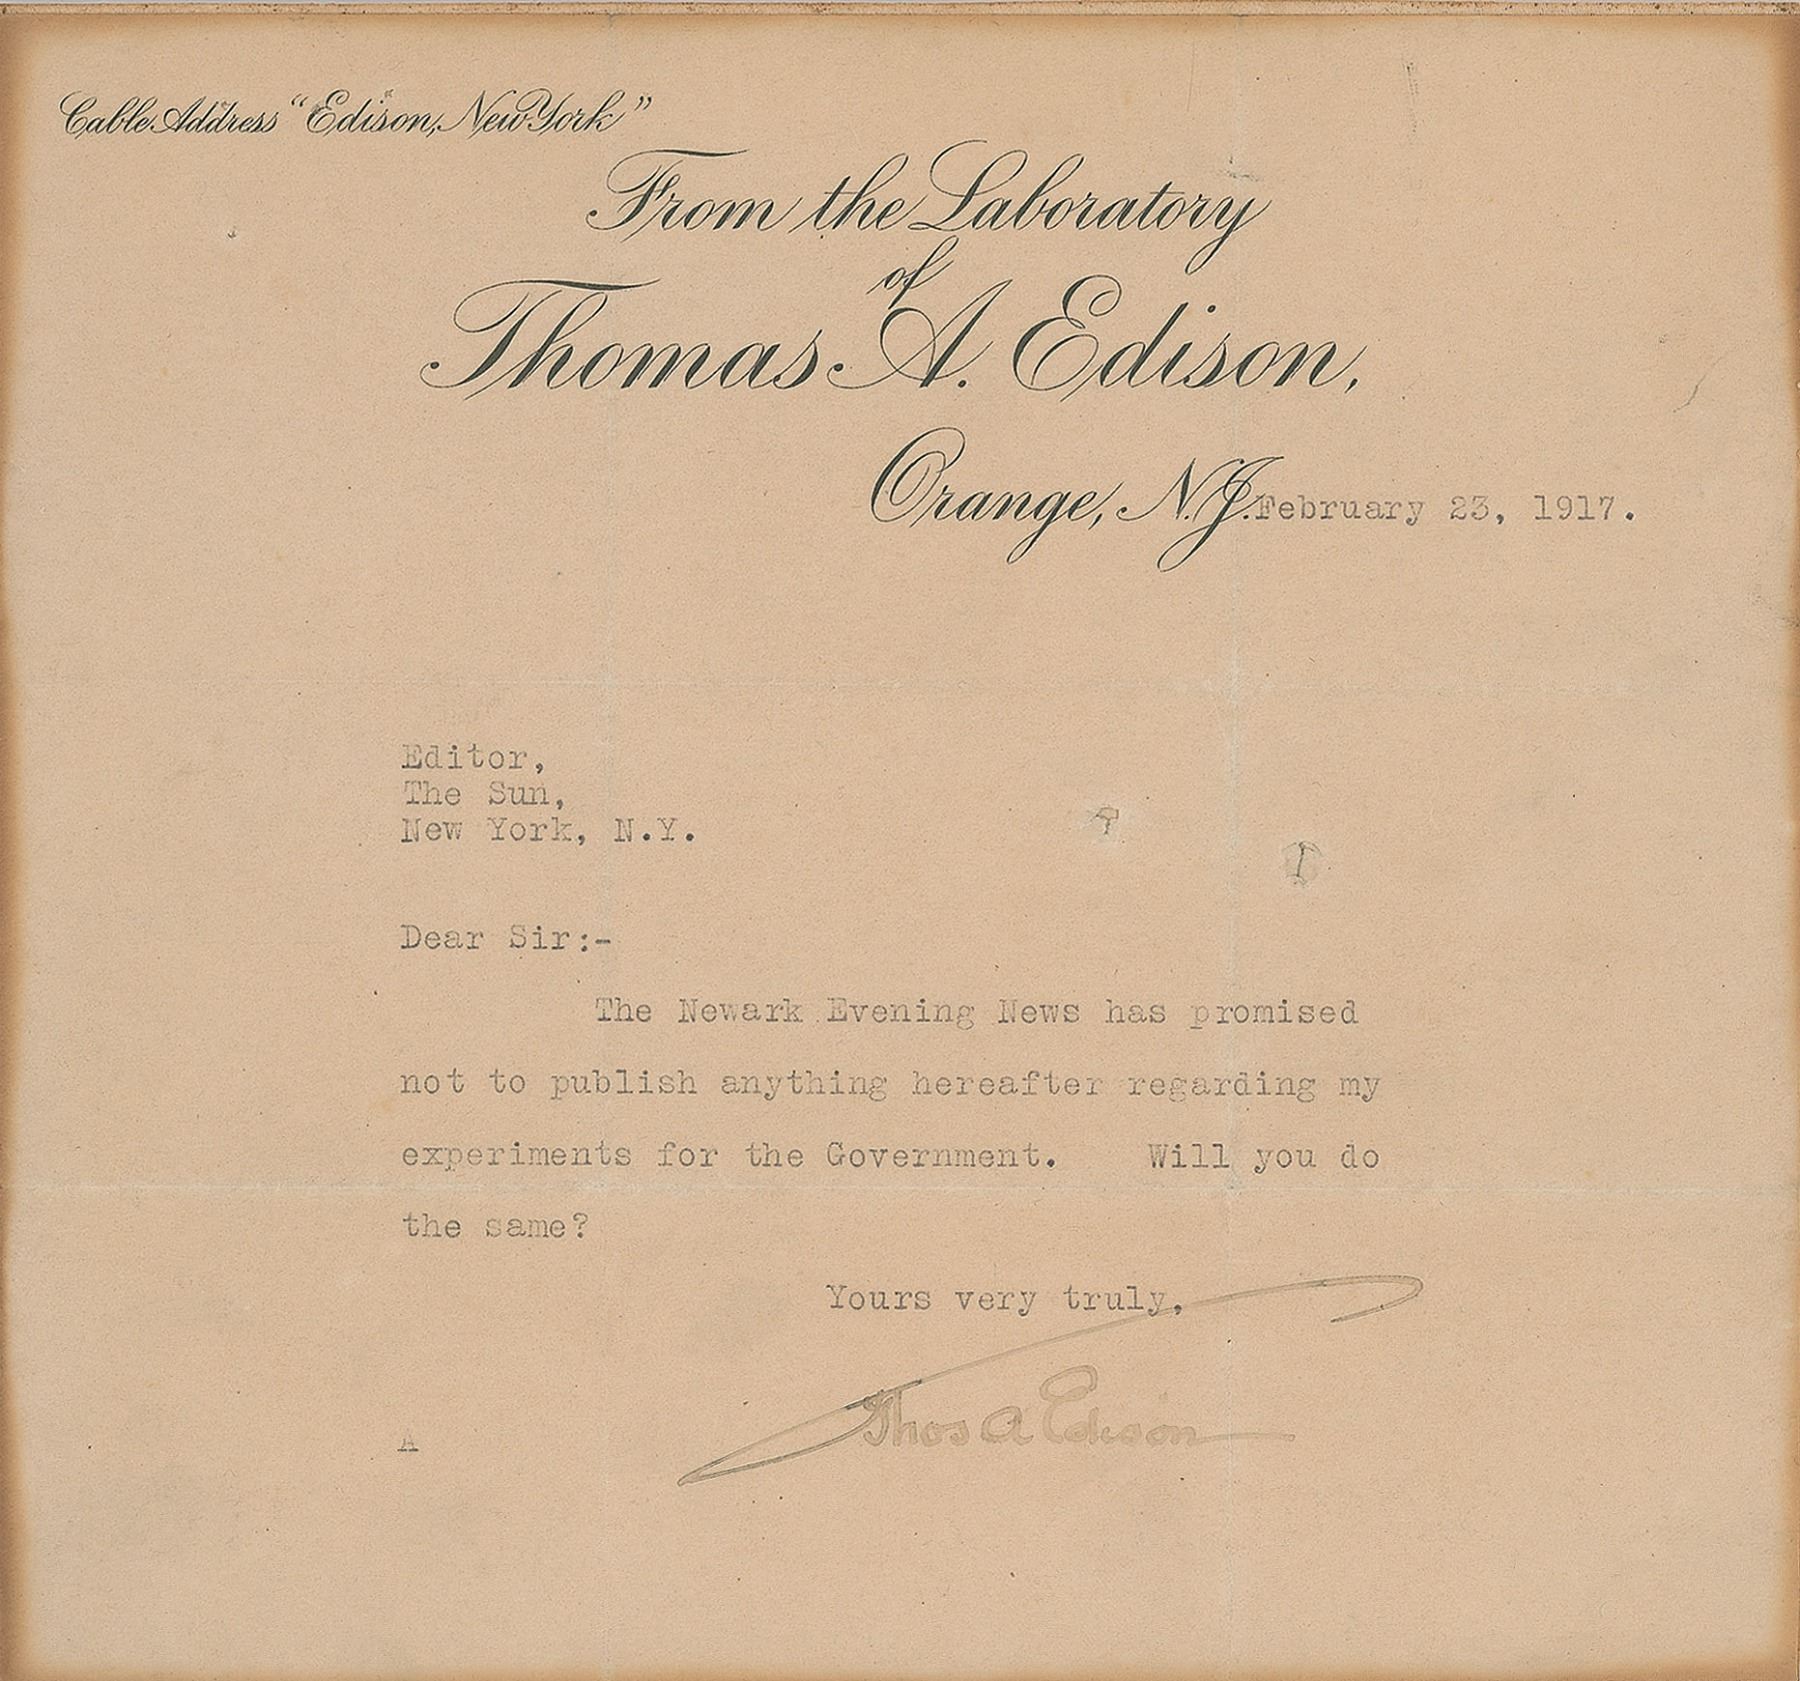 Cable Address "Edison, New York"
From the Laboratory
of
Thomas A. Edison,
Orange, N.J. February 23, 1917.
Editor,
The Sun,
New York, N.Y.
Dear Sir:-
The Newark Evening News has promised
not to publish anything hereafter regarding my
experiments for the Government. Will you do
the same?
Yours very truly,
Thos A Edison
A